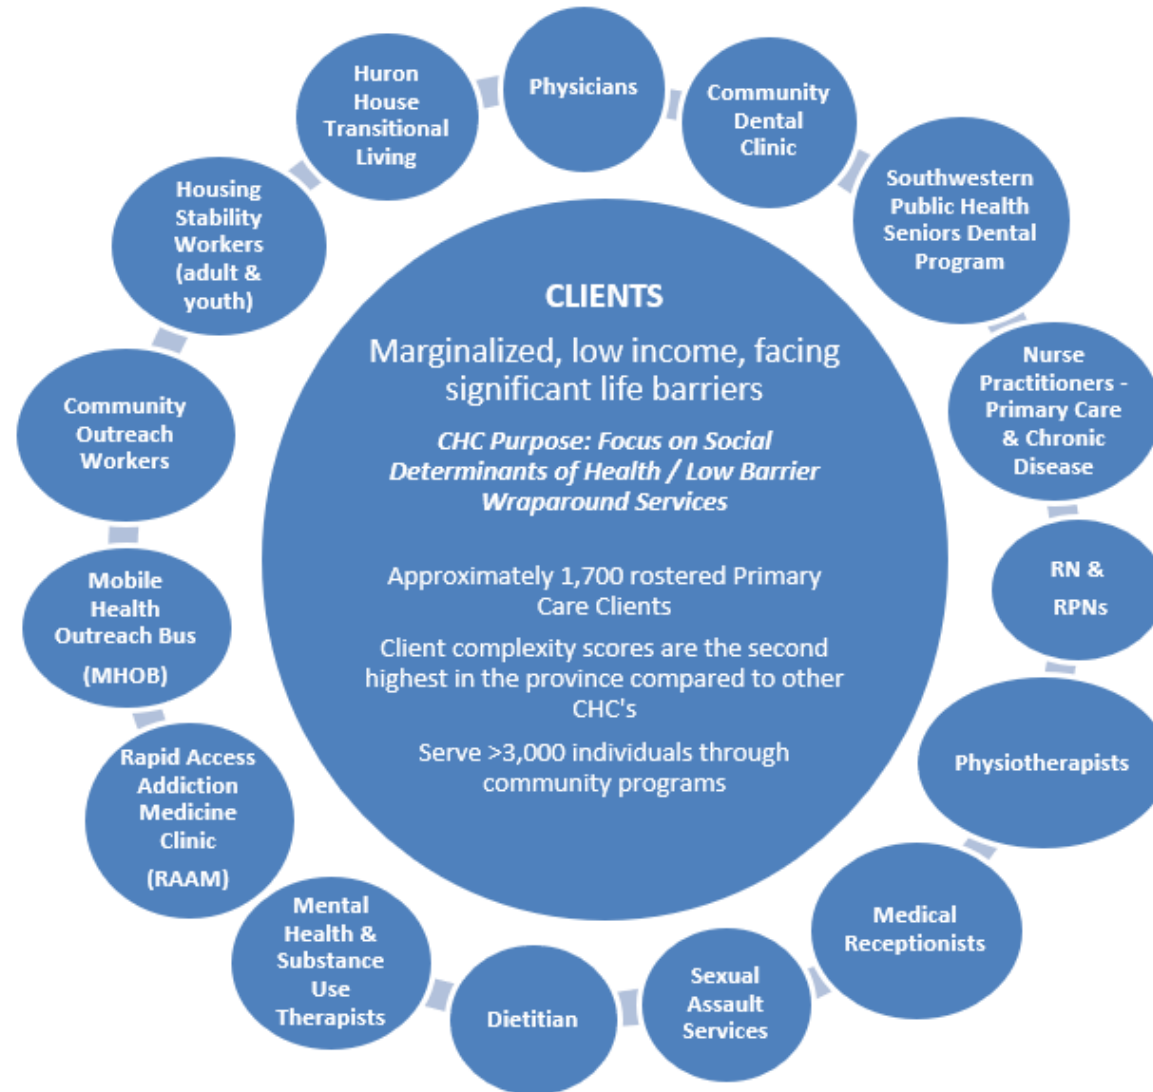 Physicians
Community
Dental
Clinic
Southwestern
Public Health
Seniors Dental
Program
Nurse
Practitioners -
Primary Care
& Chronic
Disease
RN &
RPNs
Physiotherapists
Medical
Receptionists
Sexual
Assault
Services
Dietitian
Mental
Health &
Substance
Use
Therapists
Rapid Access
Addiction
Medicine
Clinic
(RAAM)
Mobile
Health
Outreach Bus
(MHOB)
Community
Outreach
Workers
Housing
Stability
Workers
(adult &
youth)
Huron
House
Transitional
Living
CLIENTS
Marginalized, low income, facing
significant life barriers
CHC Purpose: Focus on Social
Determinants of Health / Low Barrier
Wraparound Services
Approximately 1,700 rostered Primary
Care Clients
Client complexity scores are the second
highest in the province compared to other
CHC's
Serve >3,000 individuals through
community programs